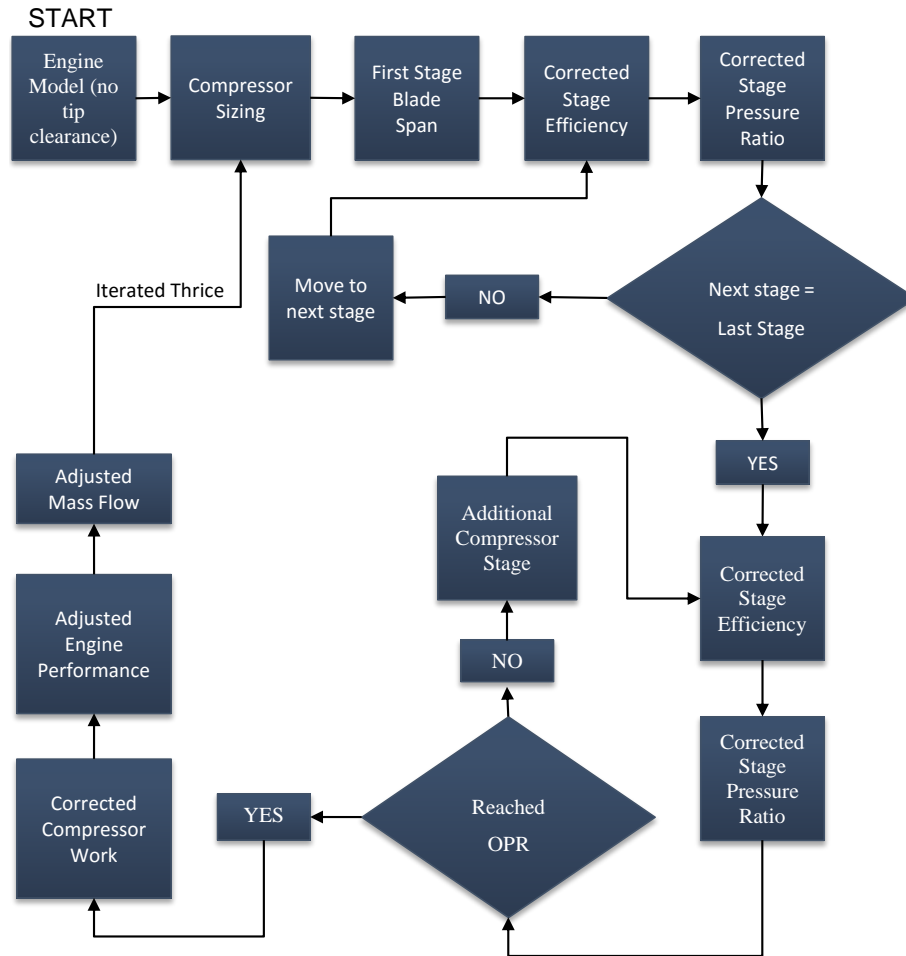 START
Engine
Model (no
tip
clearance)
Compressor
Sizing
First Stage
Blade
Span
Corrected
Stage
Efficiency
Corrected
Stage
Pressure
Ratio
Next stage =
Last Stage
NO
Move to
next stage
Iterated Thrice
YES
Corrected
Stage
Efficiency
Corrected
Stage
Pressure
Ratio
Reached
OPR
NO
Additional
Compressor
Stage
YES
Corrected
Compressor
Work
Adjusted
Engine
Performance
Adjusted
Mass Flow